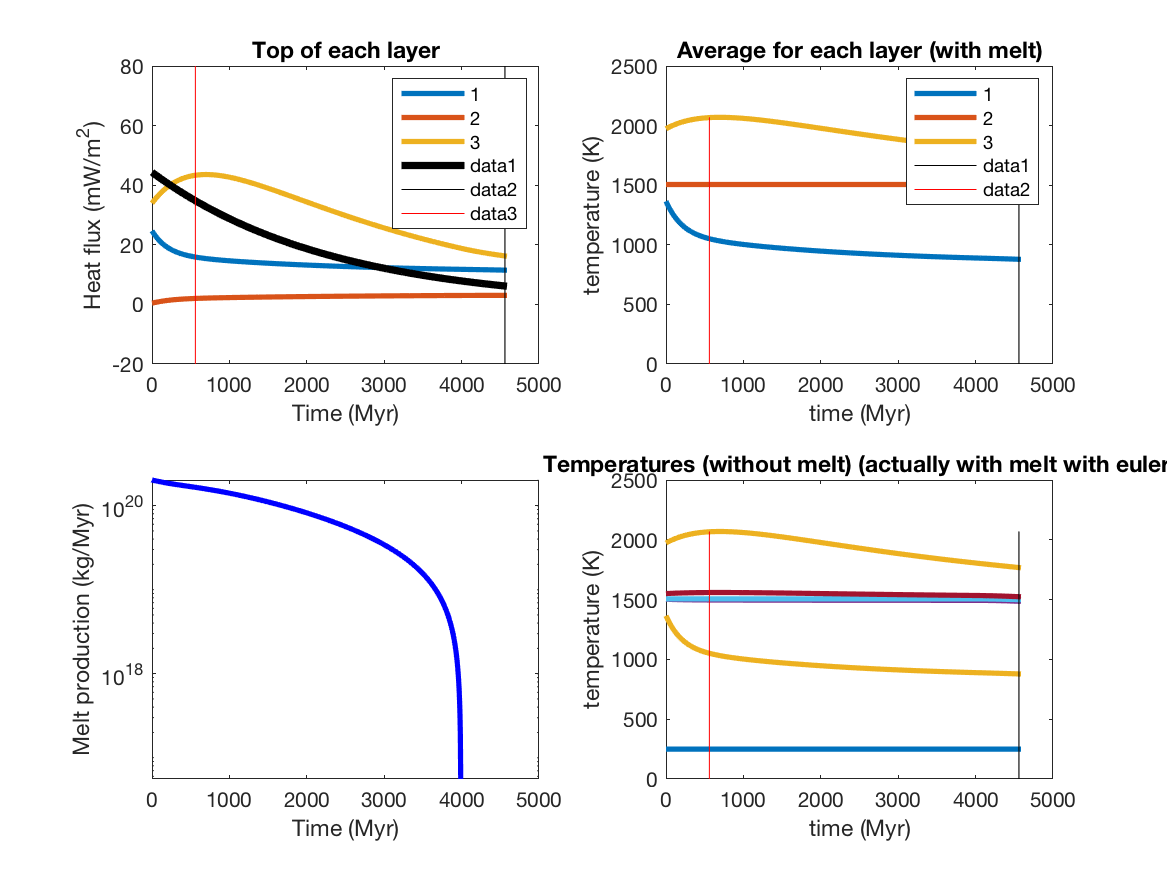 Top of each layer
80
60
40
20
0
-20
Heat flux (mW/m²)
0 1000 2000 3000 4000 5000
Time (Myr)
1
2
3
data1
data2
data3
Average for each layer (with melt)
2500
2000
1500
1000
500
0
temperature (K)
0 1000 2000 3000 4000 5000
time (Myr)
1
2
3
data1
data2
10²⁰
10¹⁸
Melt production (kg/Myr)
0 1000 2000 3000 4000 5000
Time (Myr)
Temperatures (without melt) (actually with melt with euler
2500
2000
1500
1000
500
0
temperature (K)
0 1000 2000 3000 4000 5000
time (Myr)